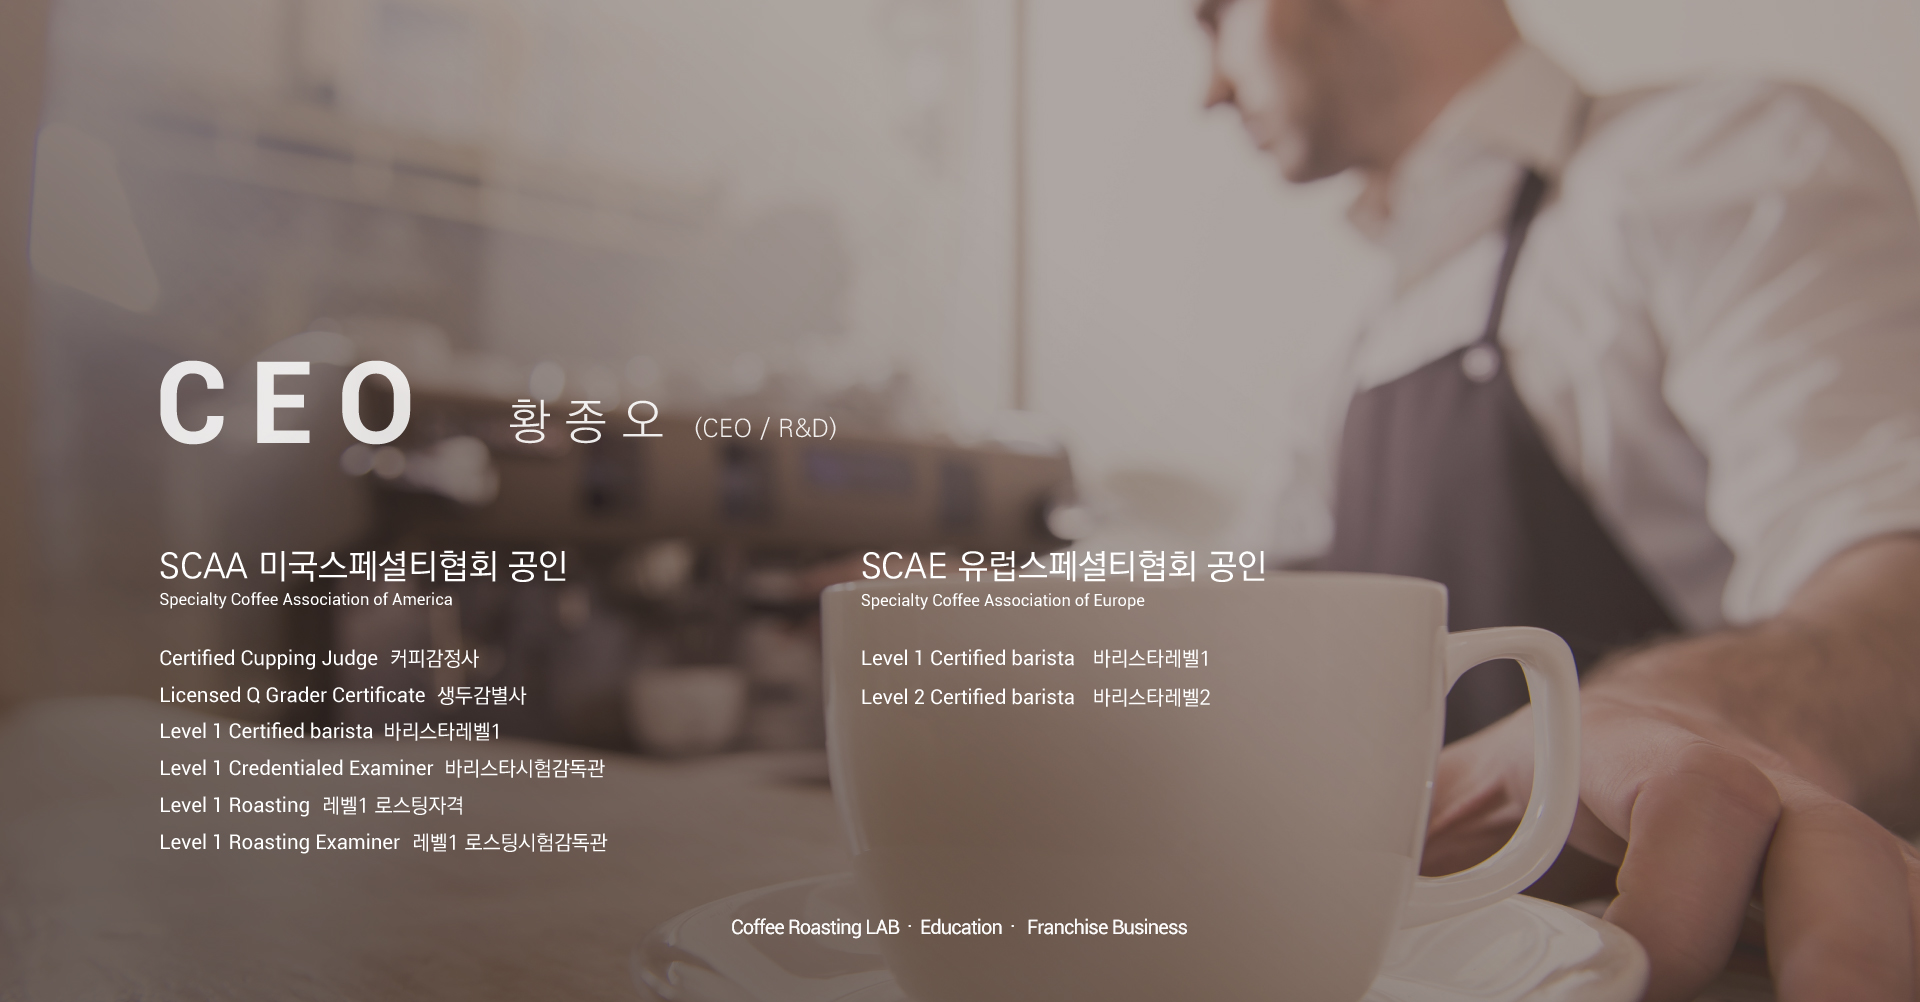 CEO 황종오 (CEO / R&D)
SCAA 미국스페셜티협회 공인
Specialty Coffee Association of America
Certified Cupping Judge 커피감정사
Licensed Q Grader Certificate 생두감별사
Level 1 Certified barista 바리스타레벨1
Level 1 Credentialed Examiner 바리스타시험감독관
Level 1 Roasting 레벨1 로스팅자격
Level 1 Roasting Examiner 레벨1 로스팅시험감독관
SCAE 유럽스페셜티협회 공인
Specialty Coffee Association of Europe
Level 1 Certified barista 바리스타레벨1
Level 2 Certified barista 바리스타레벨2
Coffee Roasting LAB · Education · Franchise Business